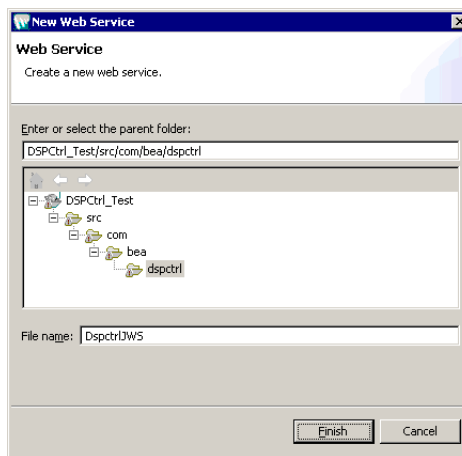 New Web Service
Web Service
Create a new web service.
Enter or select the parent folder:
DSPCtrl_Test/src/com/bea/dspctrl
DSPCtrl_Test
src
com
bea
dspctrl
File name: DspctrlJWS
Finish Cancel